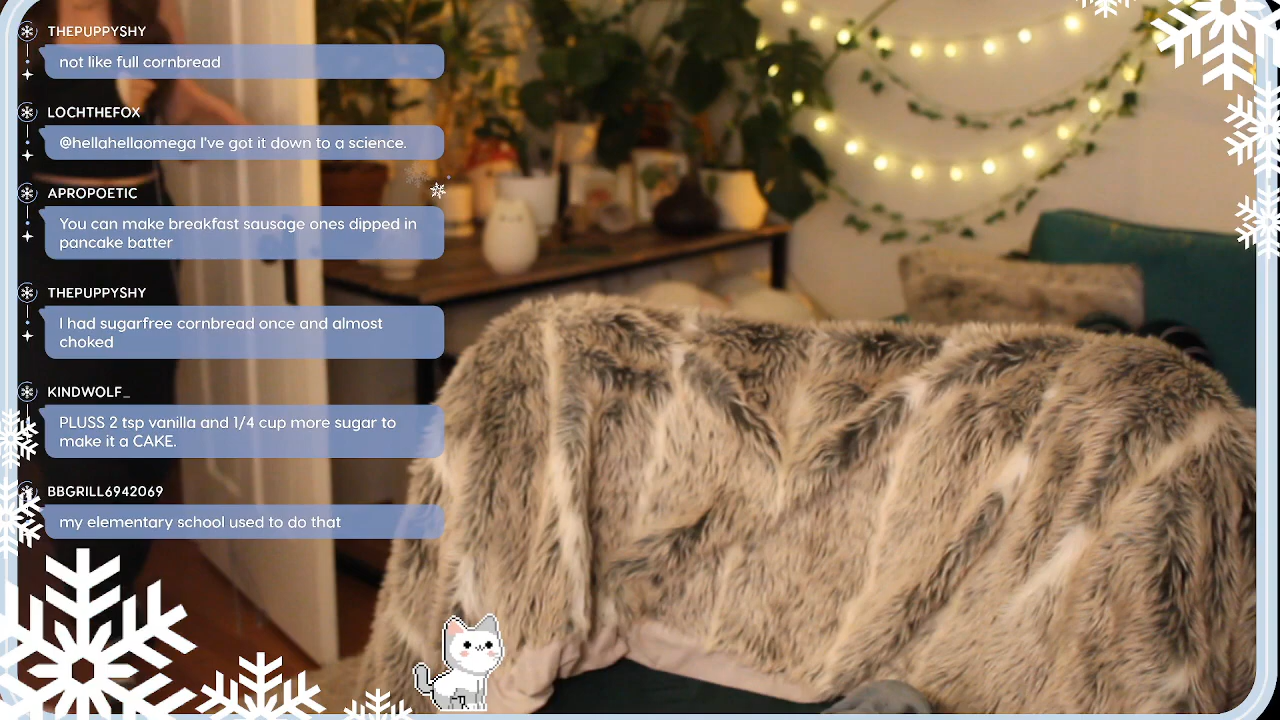 THEPUPPYSHY
not like full cornbread
LOCHTHEFOX
@hellahellaomega I've got it down to a science.
APROPOETIC
You can make breakfast sausage ones dipped in
pancake batter
THEPUPPYSHY
I had sugarfree cornbread once and almost
choked
KINDWOLF_
PLUSS 2 tsp vanilla and 1/4 cup more sugar to
make it a CAKE.
BBGRILL6942069
my elementary school used to do that